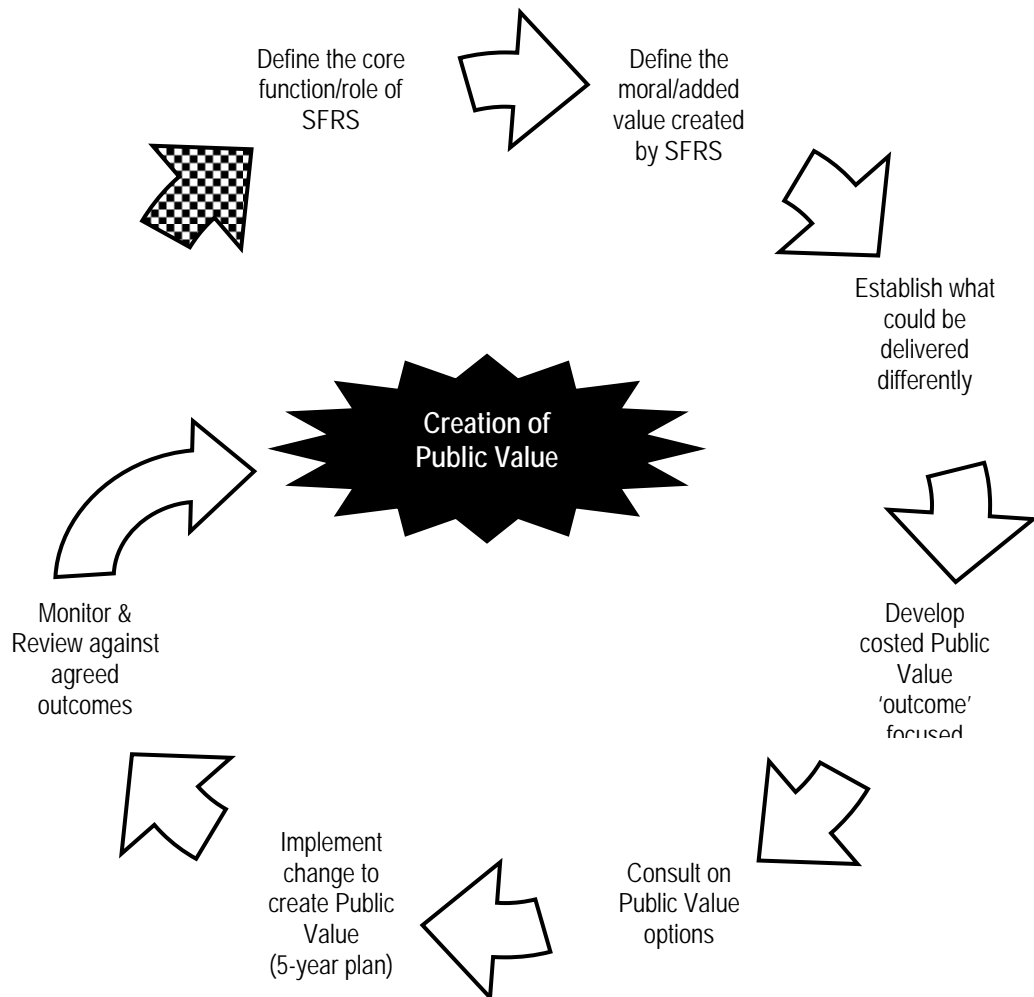 Define the core
function/role of
SFRS
Define the
moral/added
value created
by SFRS
Establish what
could be
delivered
differently
Develop
costed Public
Value
‘outcome’
focused
Consult on
Public Value
options
Implement
change to
create Public
Value
(5-year plan)
Monitor &
Review against
agreed
outcomes
Creation of
Public Value